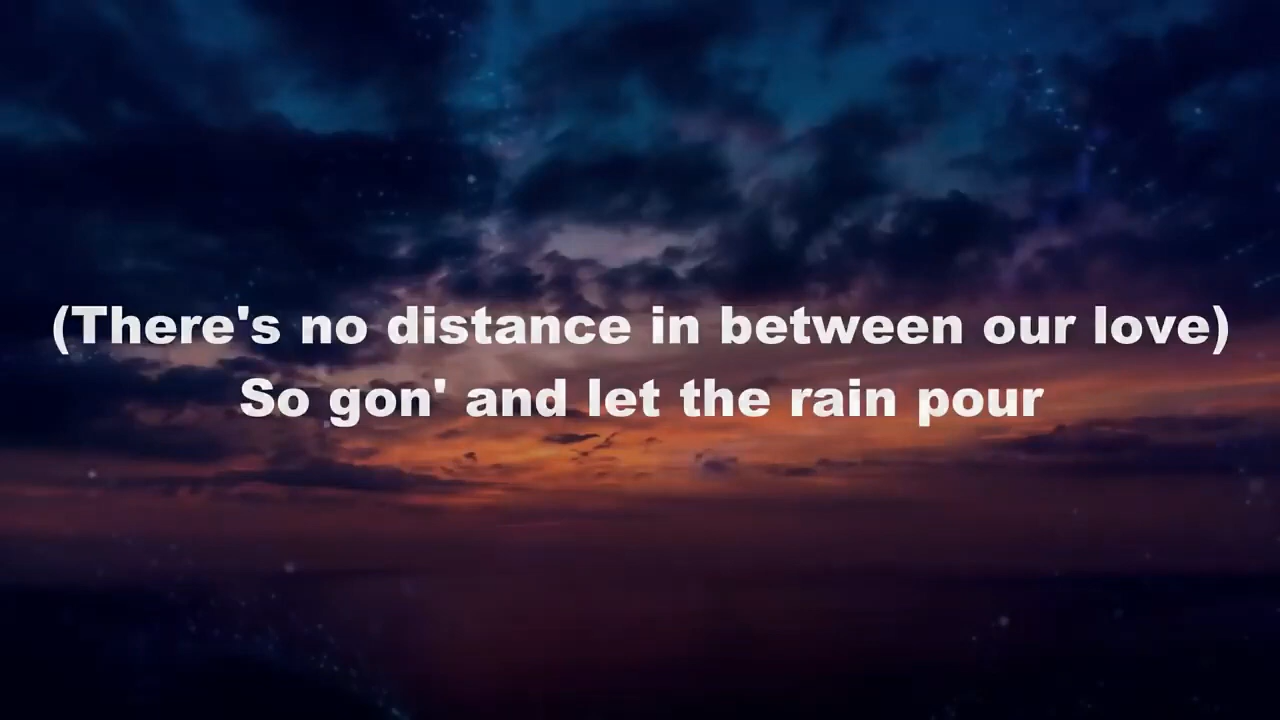 (There's no distance in between our love)
So gon' and let the rain pour